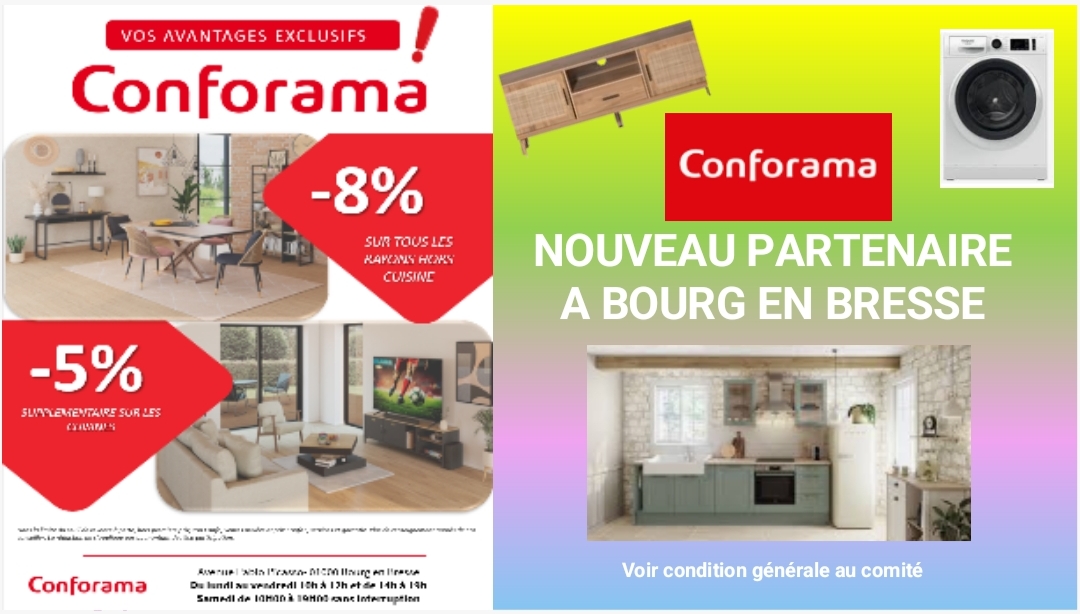 VOS AVANTAGES EXCLUSIFS !
Conforama
-8%
SUR TOUS LES
RAYONS HORS
CUISINE
-5%
SUPPLEMENTAIRE SUR LES
CUISINES
Conforama
Avenue Pablo Picasso- 01000 Bourg en Bresse
Du lundi au vendredi 10h à 12h et de 14h à 19h
Samedi de 10H00 à 19H00 sans interruption
Conforama
NOUVEAU PARTENAIRE
A BOURG EN BRESSE
Voir condition générale au comité